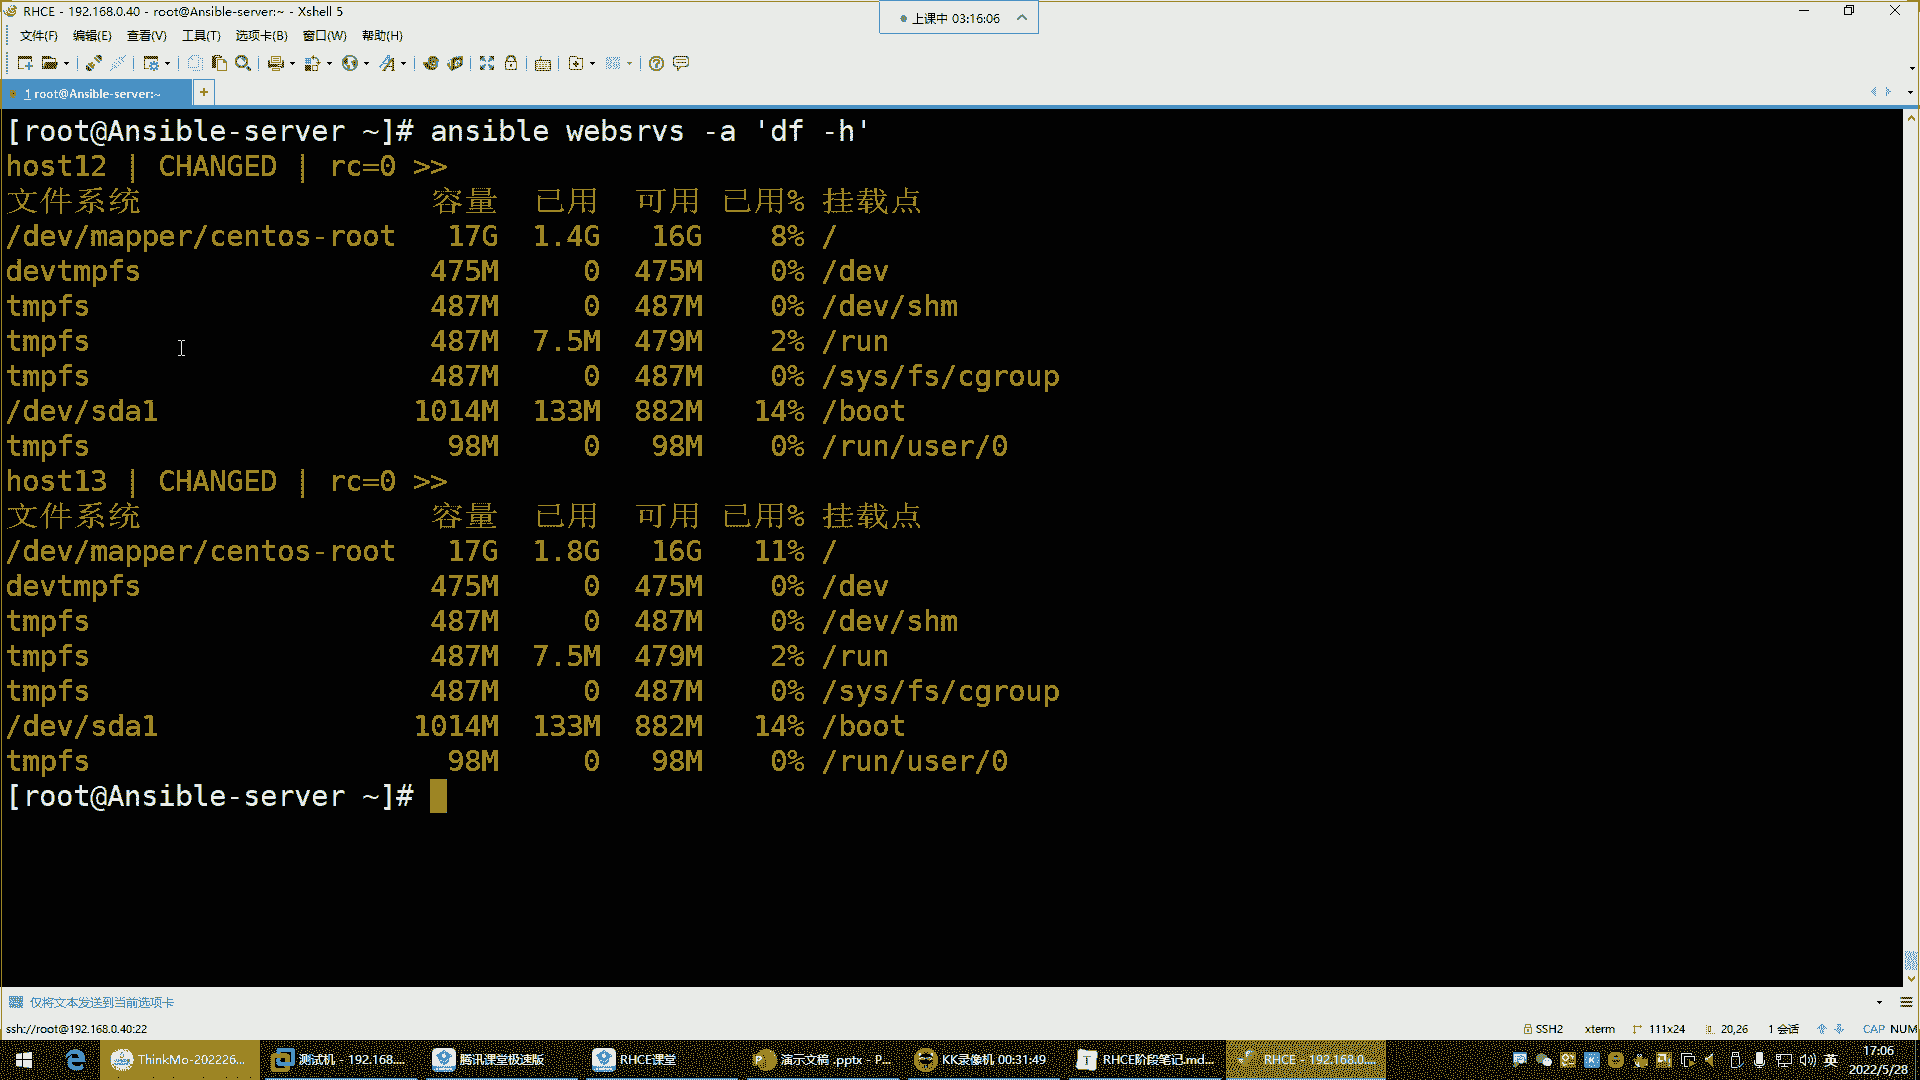 RHCE - 192.168.0.40 - root@Ansible-server:~ - Xshell 5
上课中 03:16:06
文件(F) 编辑(E) 查看(V) 工具(T) 选项卡(B) 窗口(W) 帮助(H)
1 root@Ansible-server:~
[root@Ansible-server ~]# ansible websrvs -a 'df -h'
host12 | CHANGED | rc=0 >>
文件系统 容量 已用 可用 已用% 挂载点
/dev/mapper/centos-root 17G 1.4G 16G 8% /
devtmpfs 475M 0 475M 0% /dev
tmpfs 487M 0 487M 0% /dev/shm
tmpfs 487M 7.5M 479M 2% /run
tmpfs 487M 0 487M 0% /sys/fs/cgroup
/dev/sda1 1014M 133M 882M 14% /boot
tmpfs 98M 0 98M 0% /run/user/0
host13 | CHANGED | rc=0 >>
文件系统 容量 已用 可用 已用% 挂载点
/dev/mapper/centos-root 17G 1.8G 16G 11% /
devtmpfs 475M 0 475M 0% /dev
tmpfs 487M 0 487M 0% /dev/shm
tmpfs 487M 7.5M 479M 2% /run
tmpfs 487M 0 487M 0% /sys/fs/cgroup
/dev/sda1 1014M 133M 882M 14% /boot
tmpfs 98M 0 98M 0% /run/user/0
[root@Ansible-server ~]#
仅将文本发送到当前选项卡
ssh://root@192.168.0.40:22 SSH2 xterm 111x24 20,26 1 会话 CAP NUM
ThinkMo-202226... 测试机 - 192.168.... 腾讯课堂极速版 RHCE课堂 演示文稿 .pptx - P... KK录像机 00:31:49 RHCE阶段笔记.md... RHCE - 192.168.0.... 英 17:06
2022/5/28